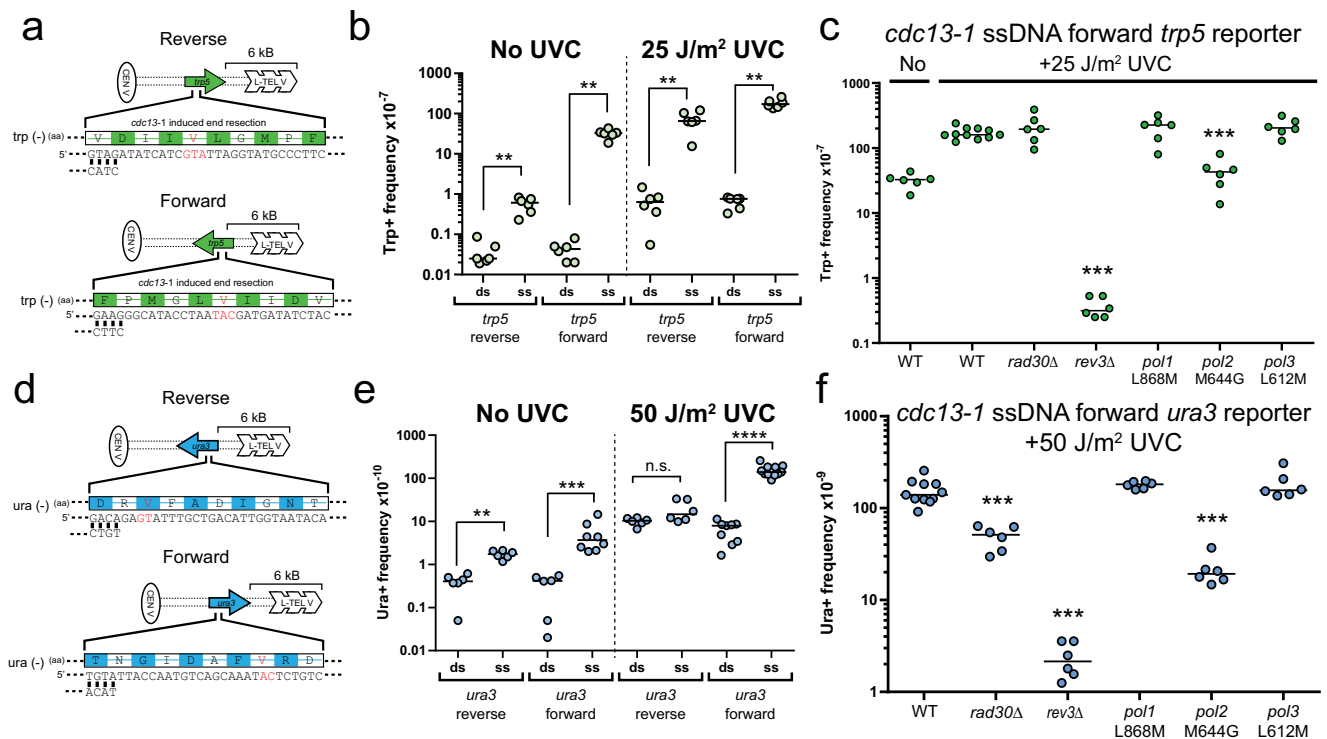 a
Reverse
6 kB
CEN V
trp5
L-TEL V
cdc13-1 induced end resection
trp (-) (aa) V D I I V L G M P F
5' GTAGATATCATCGTATTAGGTATGCCCTTC
CATC
Forward
6 kB
CEN V
trp5
L-TEL V
cdc13-1 induced end resection
trp (-) (aa) F P M G L V I I D V
5' GAAGGGCATACCTAATACGATGATATCTAC
CTTC
b
No UVC
25 J/m² UVC
Trp+ frequency x10⁻⁷
1000
100
10
1
0.1
0.01
**
**
**
**
ds ss ds ss ds ss ds ss
trp5 reverse
trp5 forward
trp5 reverse
trp5 forward
c
cdc13-1 ssDNA forward trp5 reporter
No
+25 J/m² UVC
Trp+ frequency x10⁻⁷
1000
100
10
1
0.1
***
***
WT
WT
rad30Δ
rev3Δ
pol1 L868M
pol2 M644G
pol3 L612M
d
Reverse
6 kB
CEN V
ura3
L-TEL V
ura (-) (aa) D R V F A D I G N T
5' GACAGAGTATTTGCTGACATTGGTAATACA
CTGT
Forward
6 kB
CEN V
ura3
L-TEL V
ura (-) (aa) T N G I D A F V R D
5' TGTATTACCAATGTCAGCAAATACTCTGTC
ACAT
e
No UVC
50 J/m² UVC
Ura+ frequency x10⁻¹⁰
1000
100
10
1
0.1
0.01
**
***
n.s.
****
ds ss ds ss ds ss ds ss
ura3 reverse
ura3 forward
ura3 reverse
ura3 forward
f
cdc13-1 ssDNA forward ura3 reporter
+50 J/m² UVC
Ura+ frequency x10⁻⁹
1000
100
10
1
***
***
***
WT
rad30Δ
rev3Δ
pol1 L868M
pol2 M644G
pol3 L612M